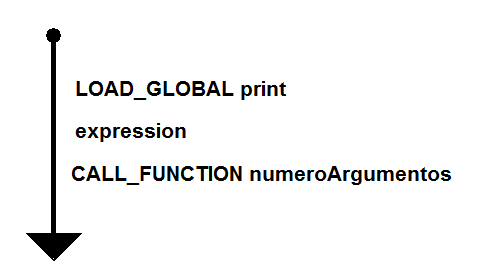 LOAD_GLOBAL print
expression
CALL_FUNCTION numeroArgumentos